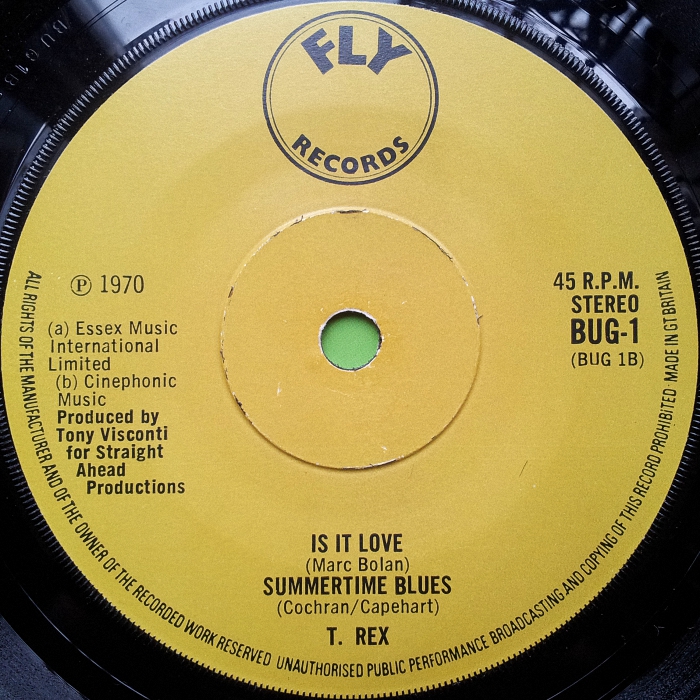 FLY
RECORDS
℗ 1970
(a) Essex Music
International
Limited
(b) Cinephonic
Music
Produced by
Tony Visconti
for Straight
Ahead
Productions
45 R.P.M.
STEREO
BUG-1
(BUG 1B)
IS IT LOVE
(Marc Bolan)
SUMMERTIME BLUES
(Cochran/Capehart)
T. REX
ALL RIGHTS OF THE MANUFACTURER AND OF THE OWNER OF THE RECORDED WORK RESERVED UNAUTHORISED PUBLIC PERFORMANCE BROADCASTING AND COPYING OF THIS RECORD PROHIBITED · MADE IN GT BRITAIN